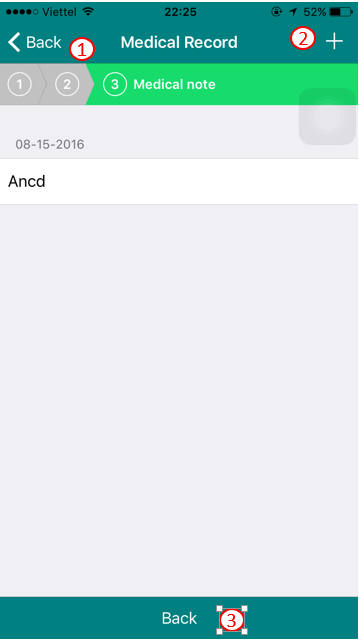 Viettel 22:25 52%
Back 1 Medical Record 2 +
1 2 3 Medical note
08-15-2016
Ancd
Back 3